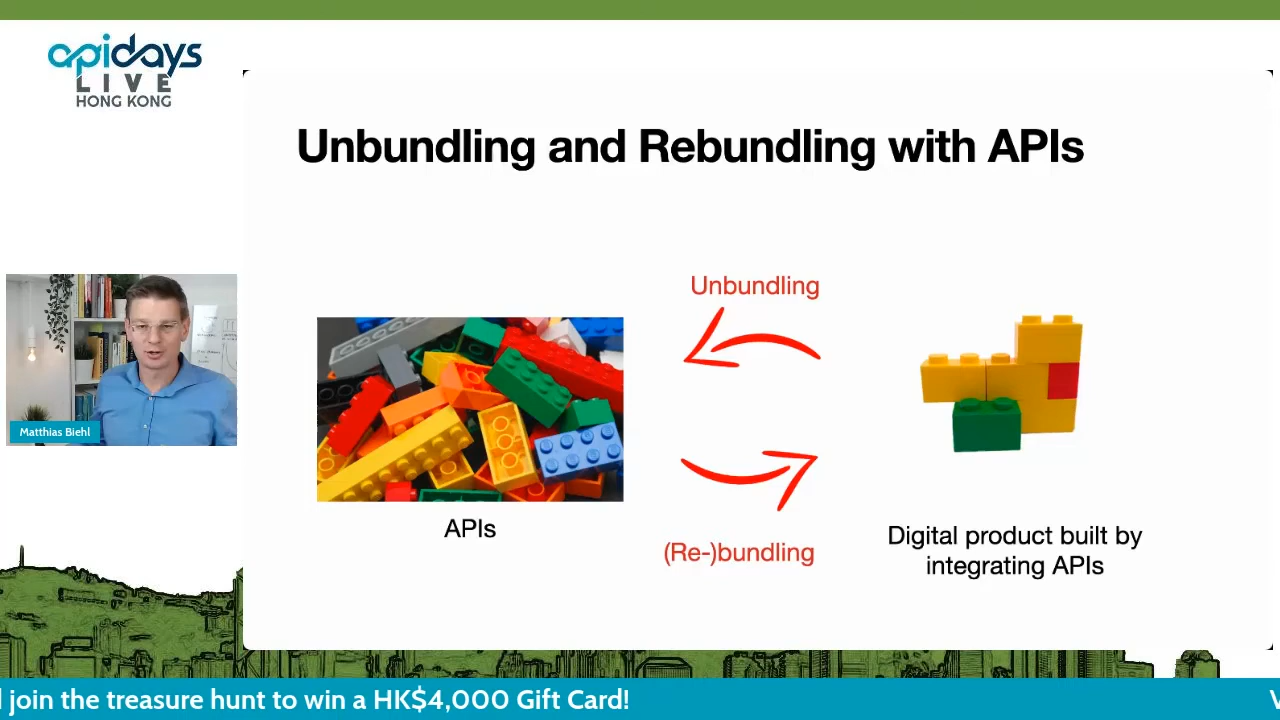 apidays
LIVE
HONG KONG
Unbundling and Rebundling with APIs
Unbundling
Matthias Biehl
APIs
(Re-)bundling
Digital product built by
integrating APIs
join the treasure hunt to win a HK$4,000 Gift Card!